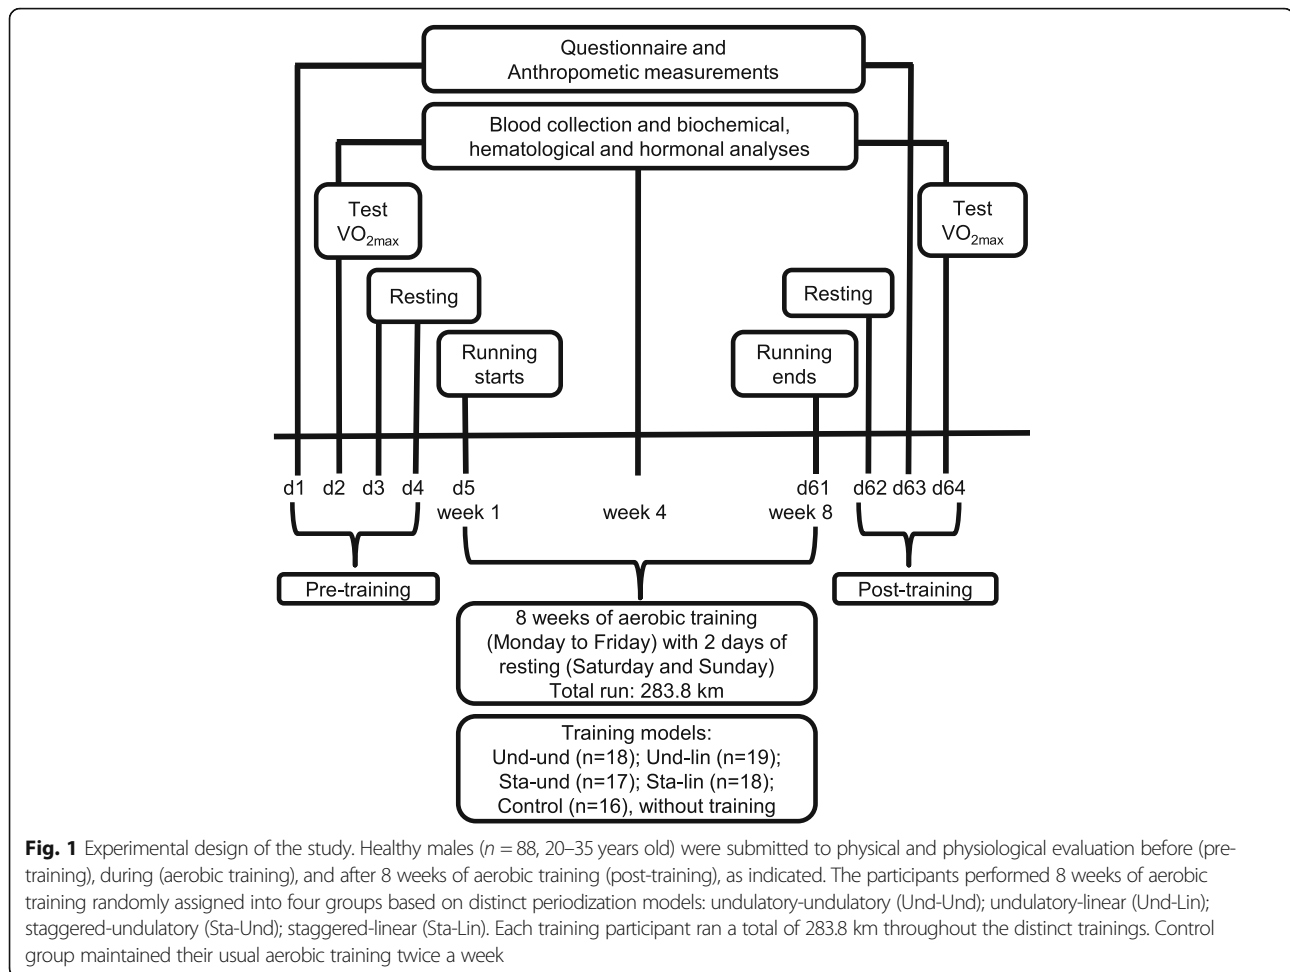 Questionnaire and
Anthropometic measurements
Blood collection and biochemical,
hematological and hormonal analyses
Test
VO2max
Test
VO2max
Resting
Resting
Running
starts
Running
ends
d1 d2 d3 d4 d5 d61 d62 d63 d64
week 1 week 4 week 8
Pre-training
Post-training
8 weeks of aerobic training
(Monday to Friday) with 2 days of
resting (Saturday and Sunday)
Total run: 283.8 km
Training models:
Und-und (n=18); Und-lin (n=19);
Sta-und (n=17); Sta-lin (n=18);
Control (n=16), without training
Fig. 1 Experimental design of the study. Healthy males (n = 88, 20–35 years old) were submitted to physical and physiological evaluation before (pre-
training), during (aerobic training), and after 8 weeks of aerobic training (post-training), as indicated. The participants performed 8 weeks of aerobic
training randomly assigned into four groups based on distinct periodization models: undulatory-undulatory (Und-Und); undulatory-linear (Und-Lin);
staggered-undulatory (Sta-Und); staggered-linear (Sta-Lin). Each training participant ran a total of 283.8 km throughout the distinct trainings. Control
group maintained their usual aerobic training twice a week